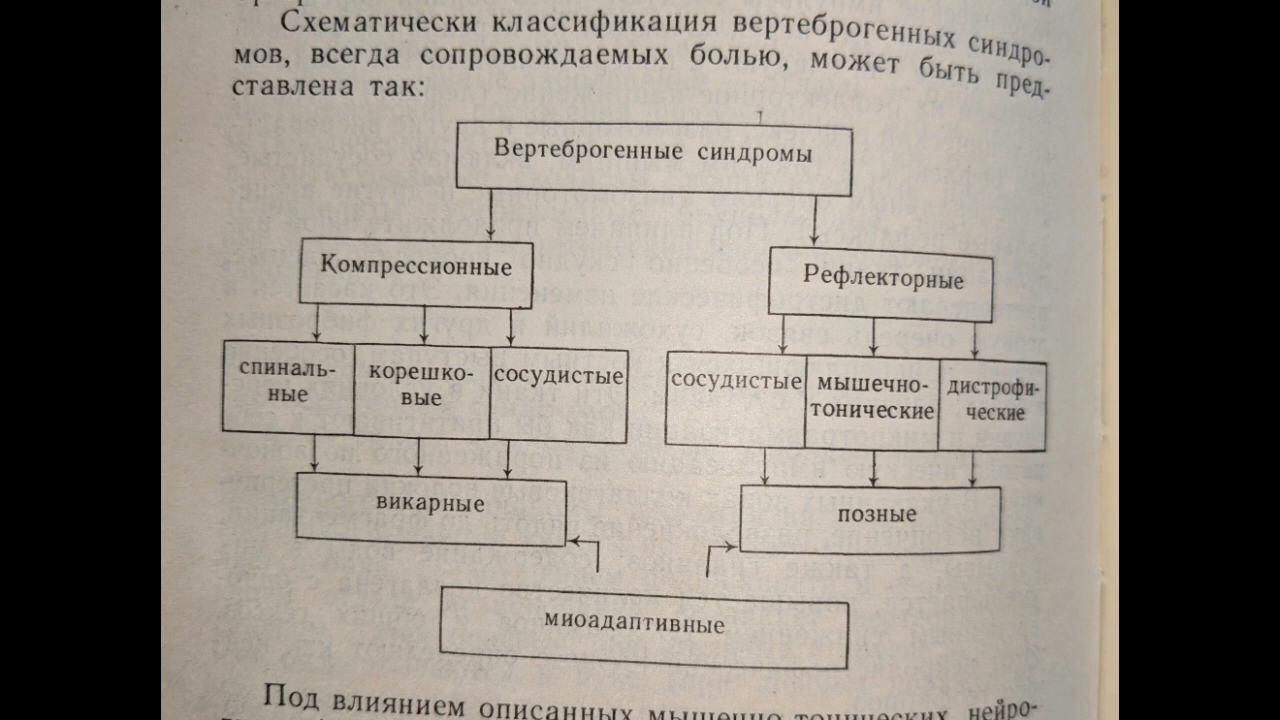 Схематически классификация вертеброгенных синдро-
мов, всегда сопровождаемых болью, может быть пред-
ставлена так:
Вертеброгенные синдромы
Компрессионные
Рефлекторные
спиналь-
ные
корешко-
вые
сосудистые
сосудистые
мышечно-
тонические
дистрофи-
ческие
викарные
позные
миоадаптивные
Под влиянием описанных мышечно-тонических, нейро-